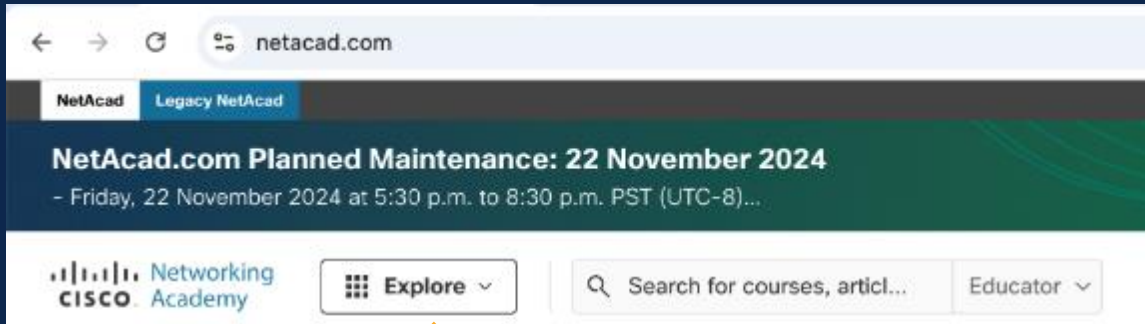 netacad.com
NetAcad Legacy NetAcad
NetAcad.com Planned Maintenance: 22 November 2024
- Friday, 22 November 2024 at 5:30 p.m. to 8:30 p.m. PST (UTC-8)...
Networking
CISCO Academy
Explore
Search for courses, articl...
Educator